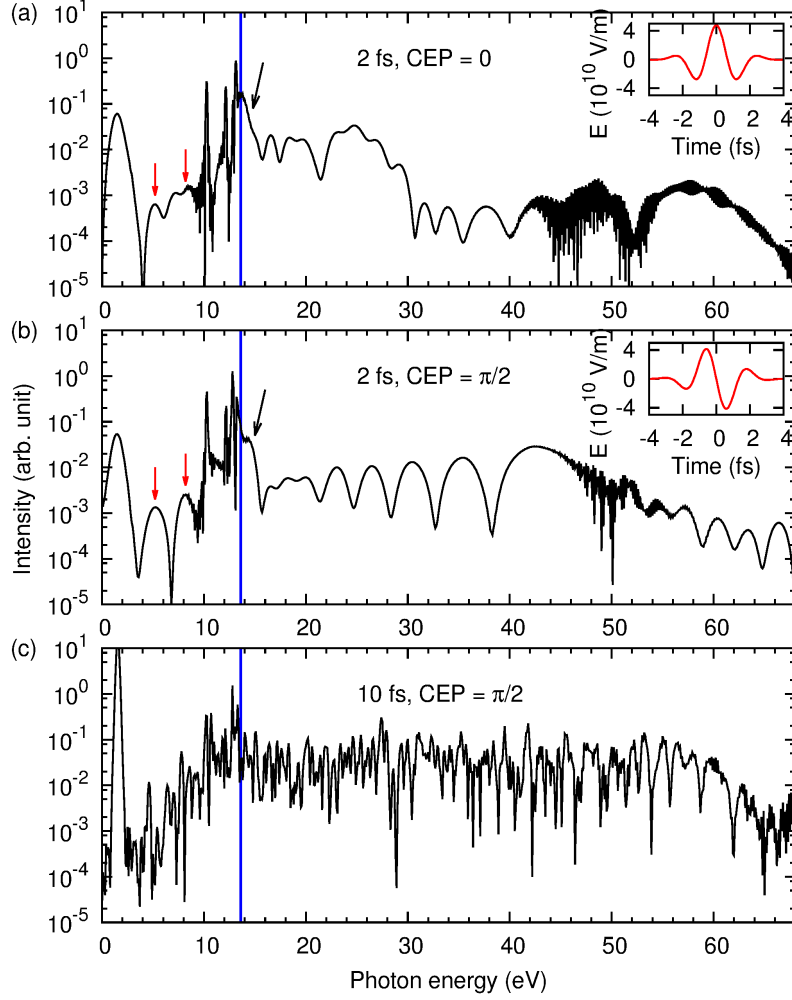 (a)
10^1
10^0
10^-1
10^-2
10^-3
10^-4
10^-5
0 10 20 30 40 50 60
2 fs, CEP = 0
E (10^10 V/m)
4
0
-4
-4 -2 0 2 4
Time (fs)
(b)
10^1
10^0
10^-1
10^-2
10^-3
10^-4
10^-5
0 10 20 30 40 50 60
2 fs, CEP = π/2
E (10^10 V/m)
4
0
-4
-4 -2 0 2 4
Time (fs)
Intensity (arb. unit)
(c)
10^1
10^0
10^-1
10^-2
10^-3
10^-4
10^-5
10 fs, CEP = π/2
0 10 20 30 40 50 60
Photon energy (eV)